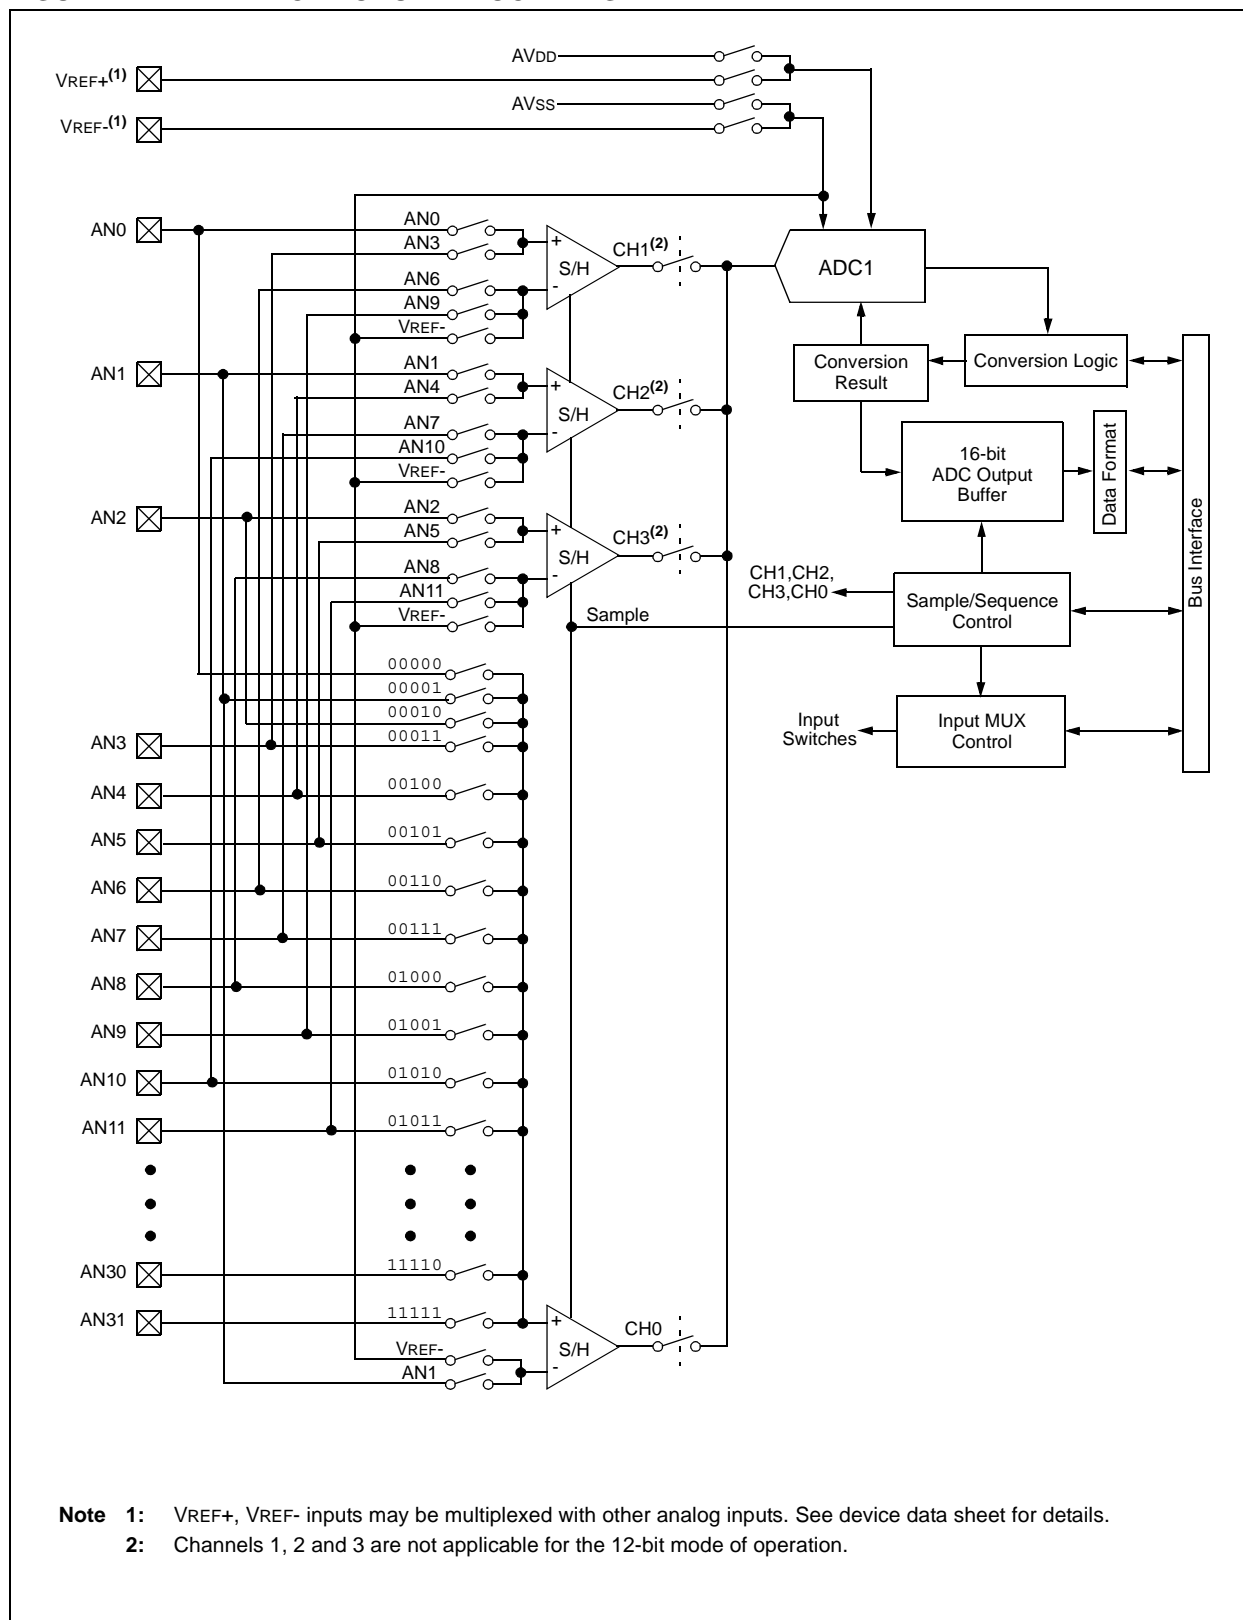 AVDD
VREF+(1)
AVSS
VREF-(1)
AN0
AN0
AN3
+
S/H
-
CH1(2)
AN6
AN9
VREF-
ADC1
Conversion
Result
Conversion Logic
AN1
AN1
AN4
+
S/H
-
CH2(2)
AN7
AN10
VREF-
16-bit
ADC Output
Buffer
Data Format
Bus Interface
AN2
AN2
AN5
+
S/H
-
CH3(2)
AN8
AN11
VREF-
CH1,CH2,
CH3,CH0
Sample/Sequence
Control
Sample
00000
00001
00010
AN3
00011
Input
Switches
Input MUX
Control
AN4
00100
AN5
00101
AN6
00110
AN7
00111
AN8
01000
AN9
01001
AN10
01010
AN11
01011
AN30
11110
AN31
11111
+
S/H
-
CH0
VREF-
AN1
Note 1: VREF+, VREF- inputs may be multiplexed with other analog inputs. See device data sheet for details.
2: Channels 1, 2 and 3 are not applicable for the 12-bit mode of operation.